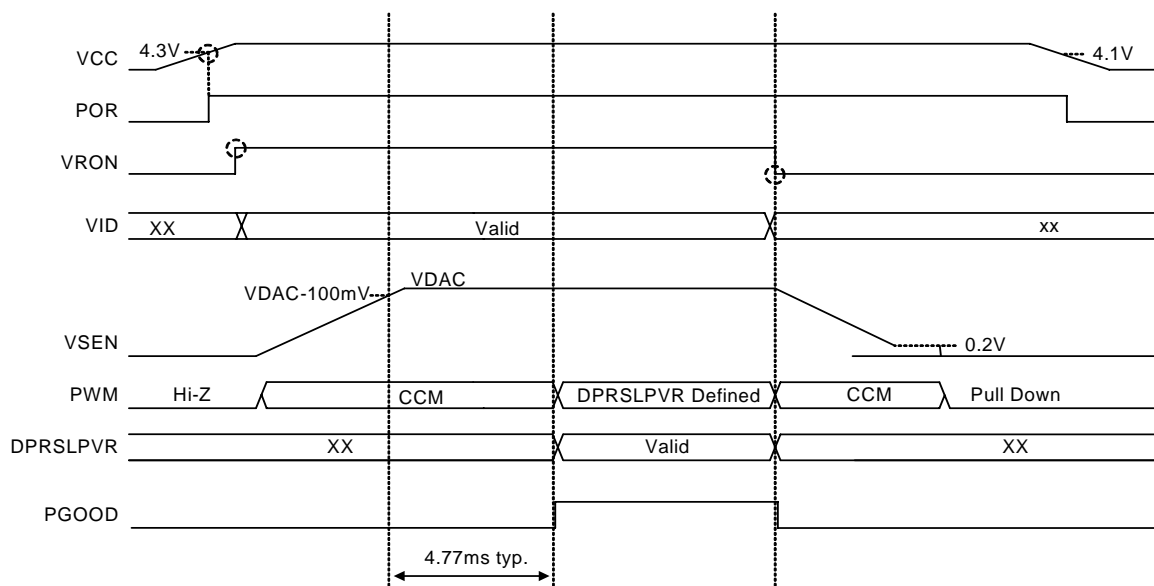 VCC 4.3V 4.1V
POR
VRON
VID XX Valid xx
VDAC
VDAC-100mV
VSEN 0.2V
PWM Hi-Z CCM DPRSLPVR Defined CCM Pull Down
DPRSLPVR XX Valid XX
PGOOD
4.77ms typ.